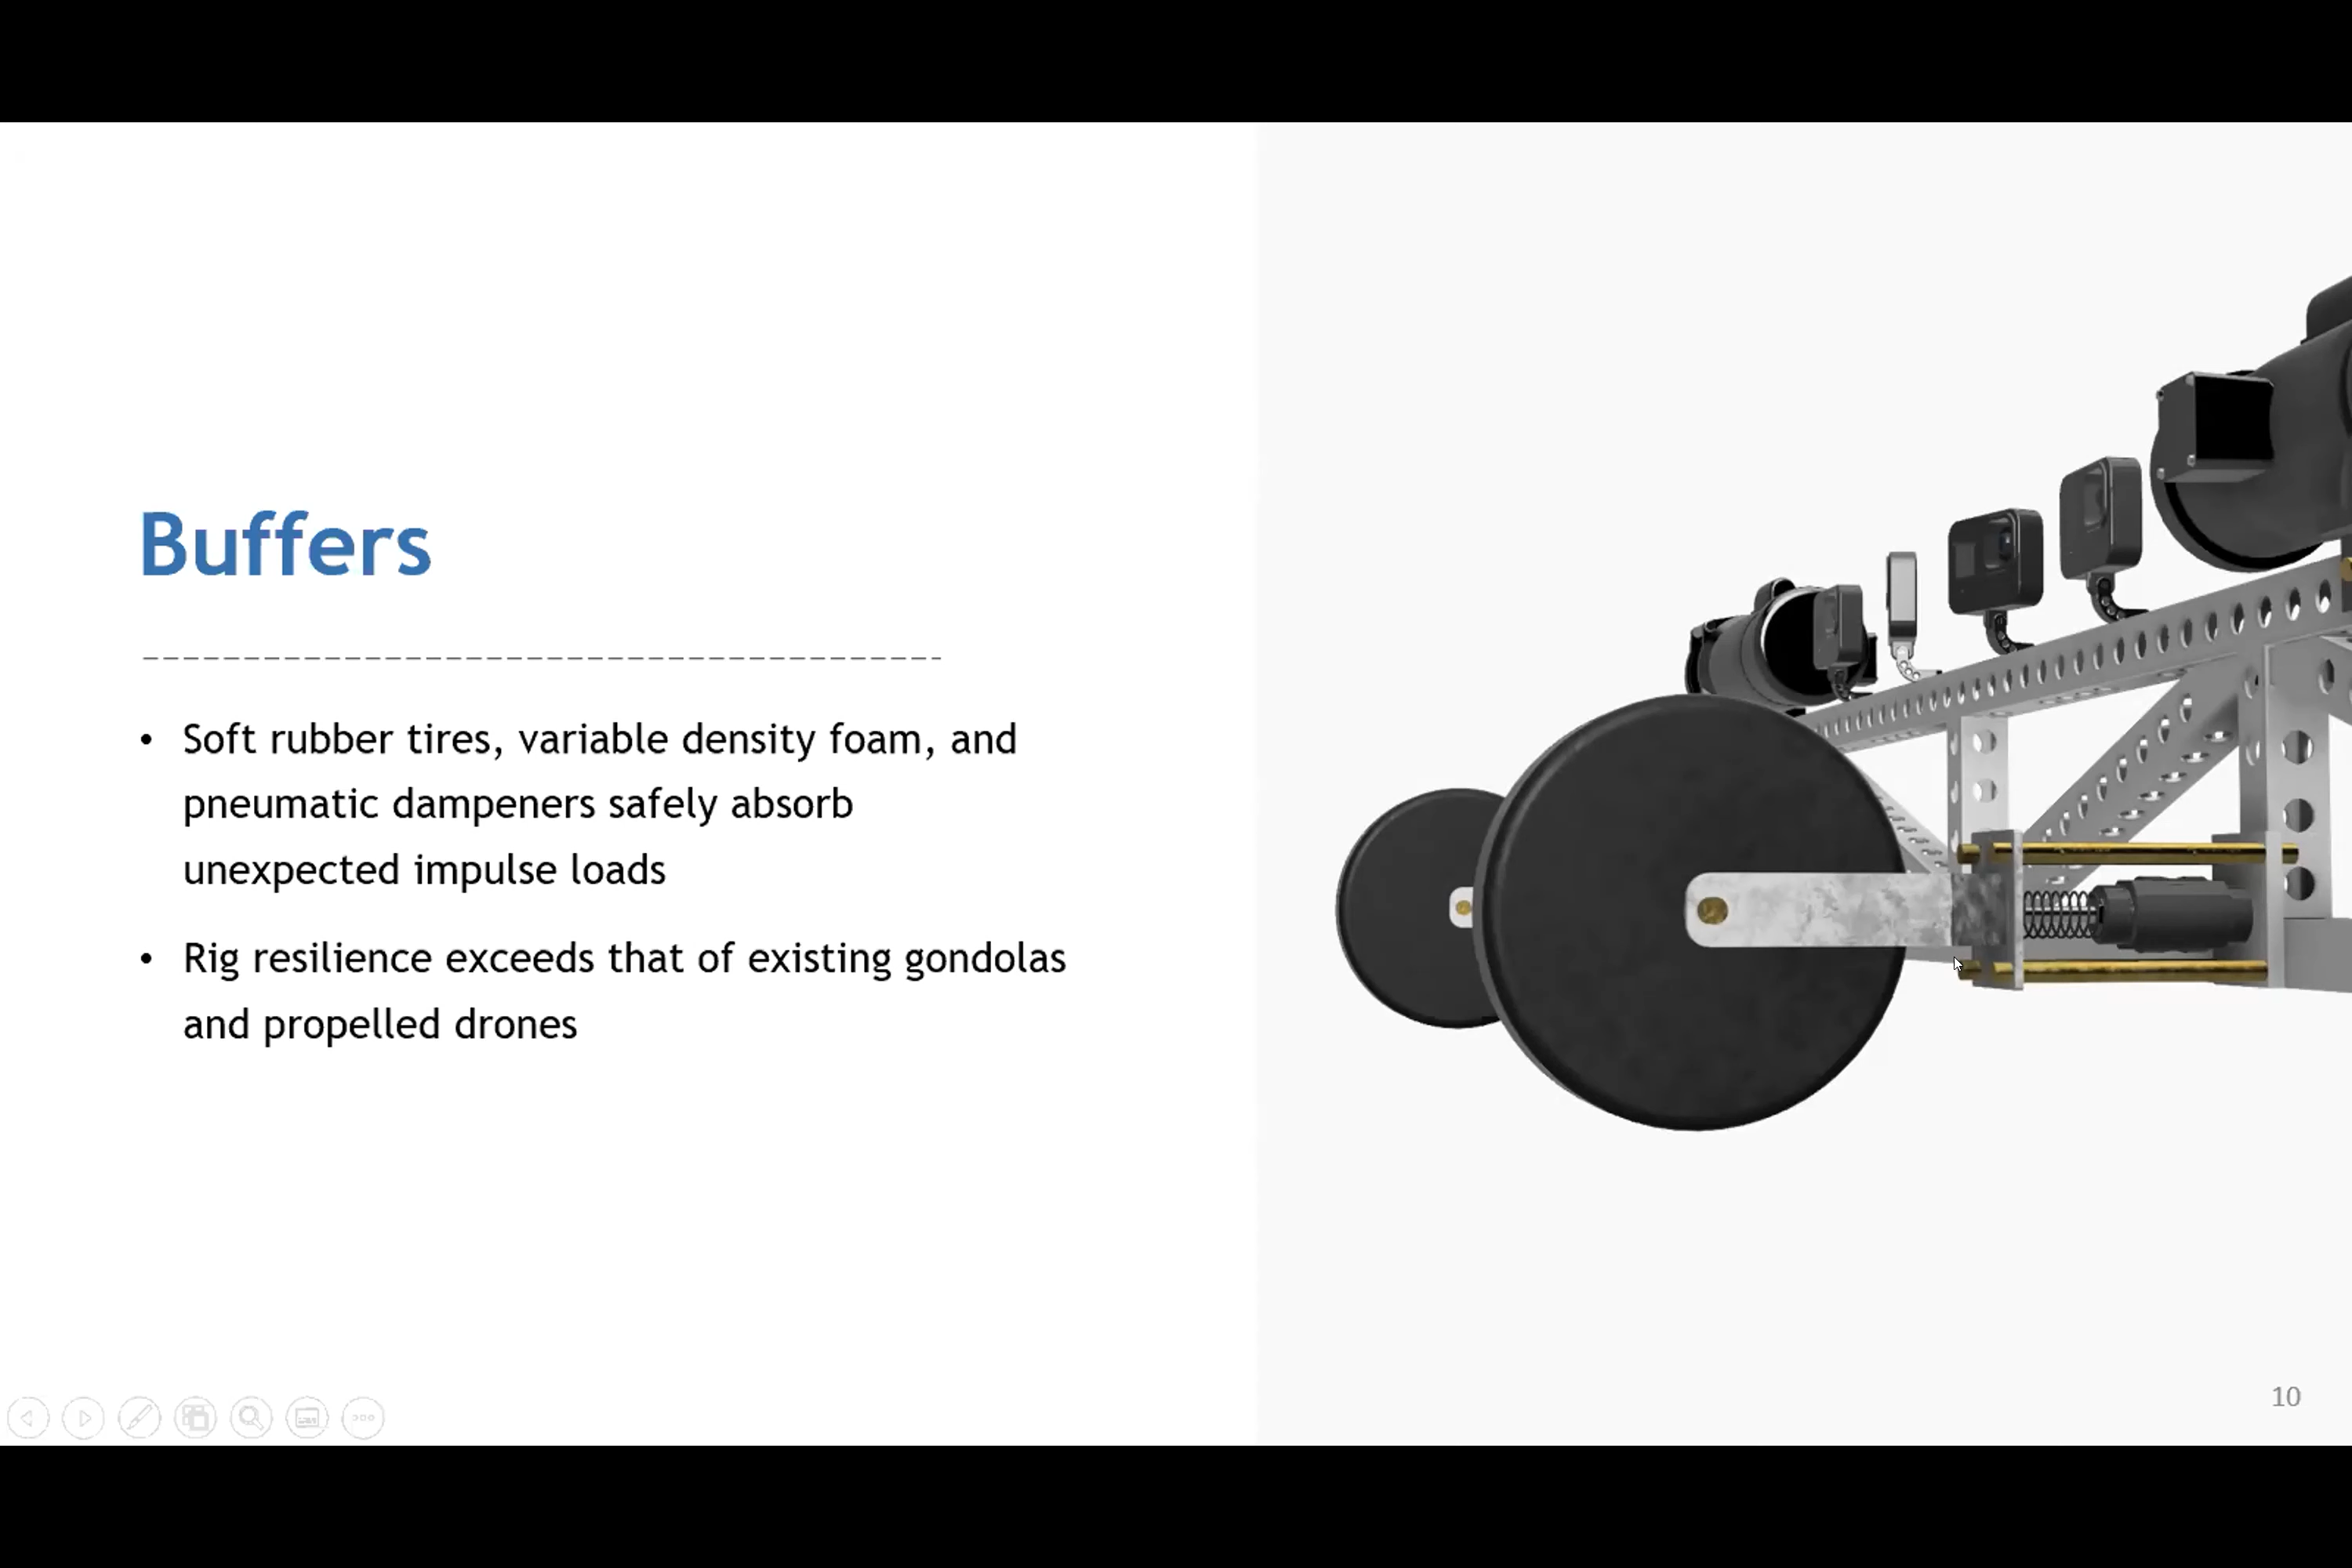 Buffers
• Soft rubber tires, variable density foam, and
pneumatic dampeners safely absorb
unexpected impulse loads
• Rig resilience exceeds that of existing gondolas
and propelled drones
10